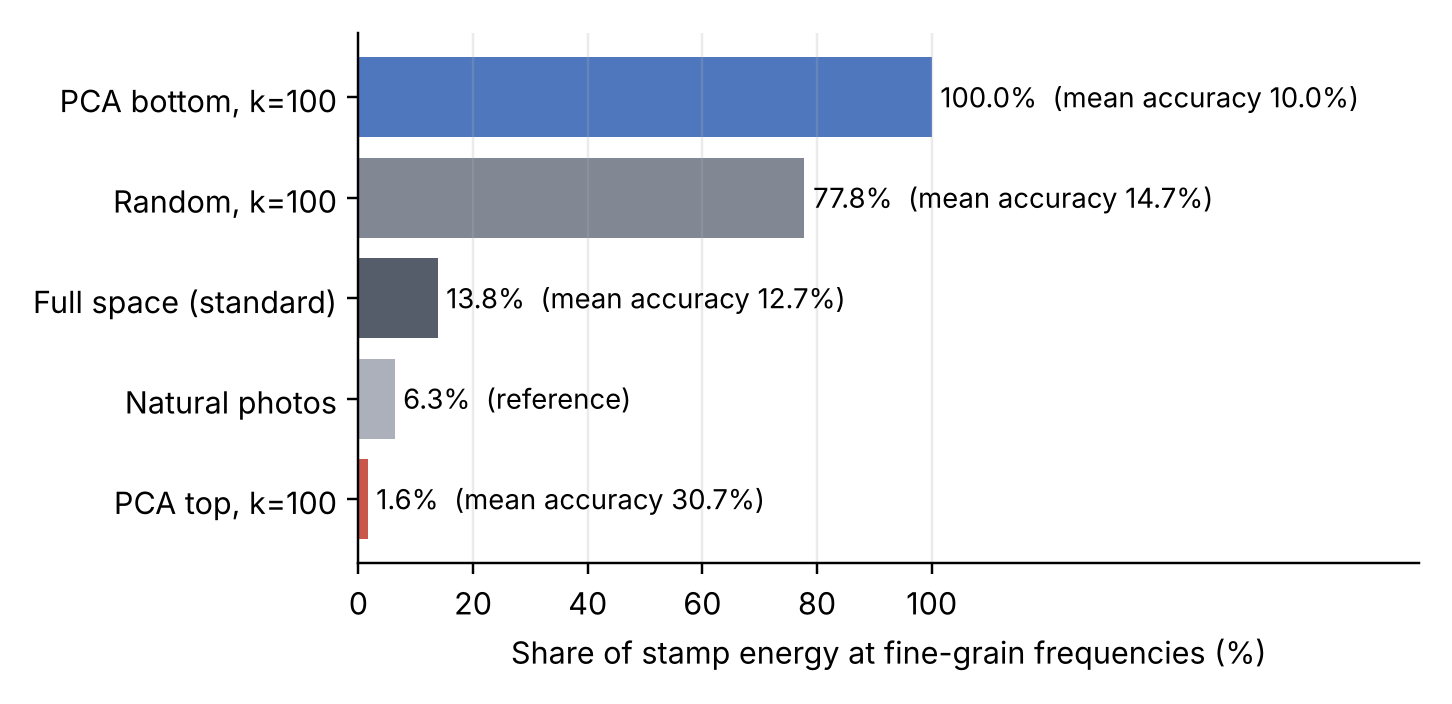 PCA bottom, k=100 100.0% (mean accuracy 10.0%)
Random, k=100 77.8% (mean accuracy 14.7%)
Full space (standard) 13.8% (mean accuracy 12.7%)
Natural photos 6.3% (reference)
PCA top, k=100 1.6% (mean accuracy 30.7%)
0 20 40 60 80 100
Share of stamp energy at fine-grain frequencies (%)